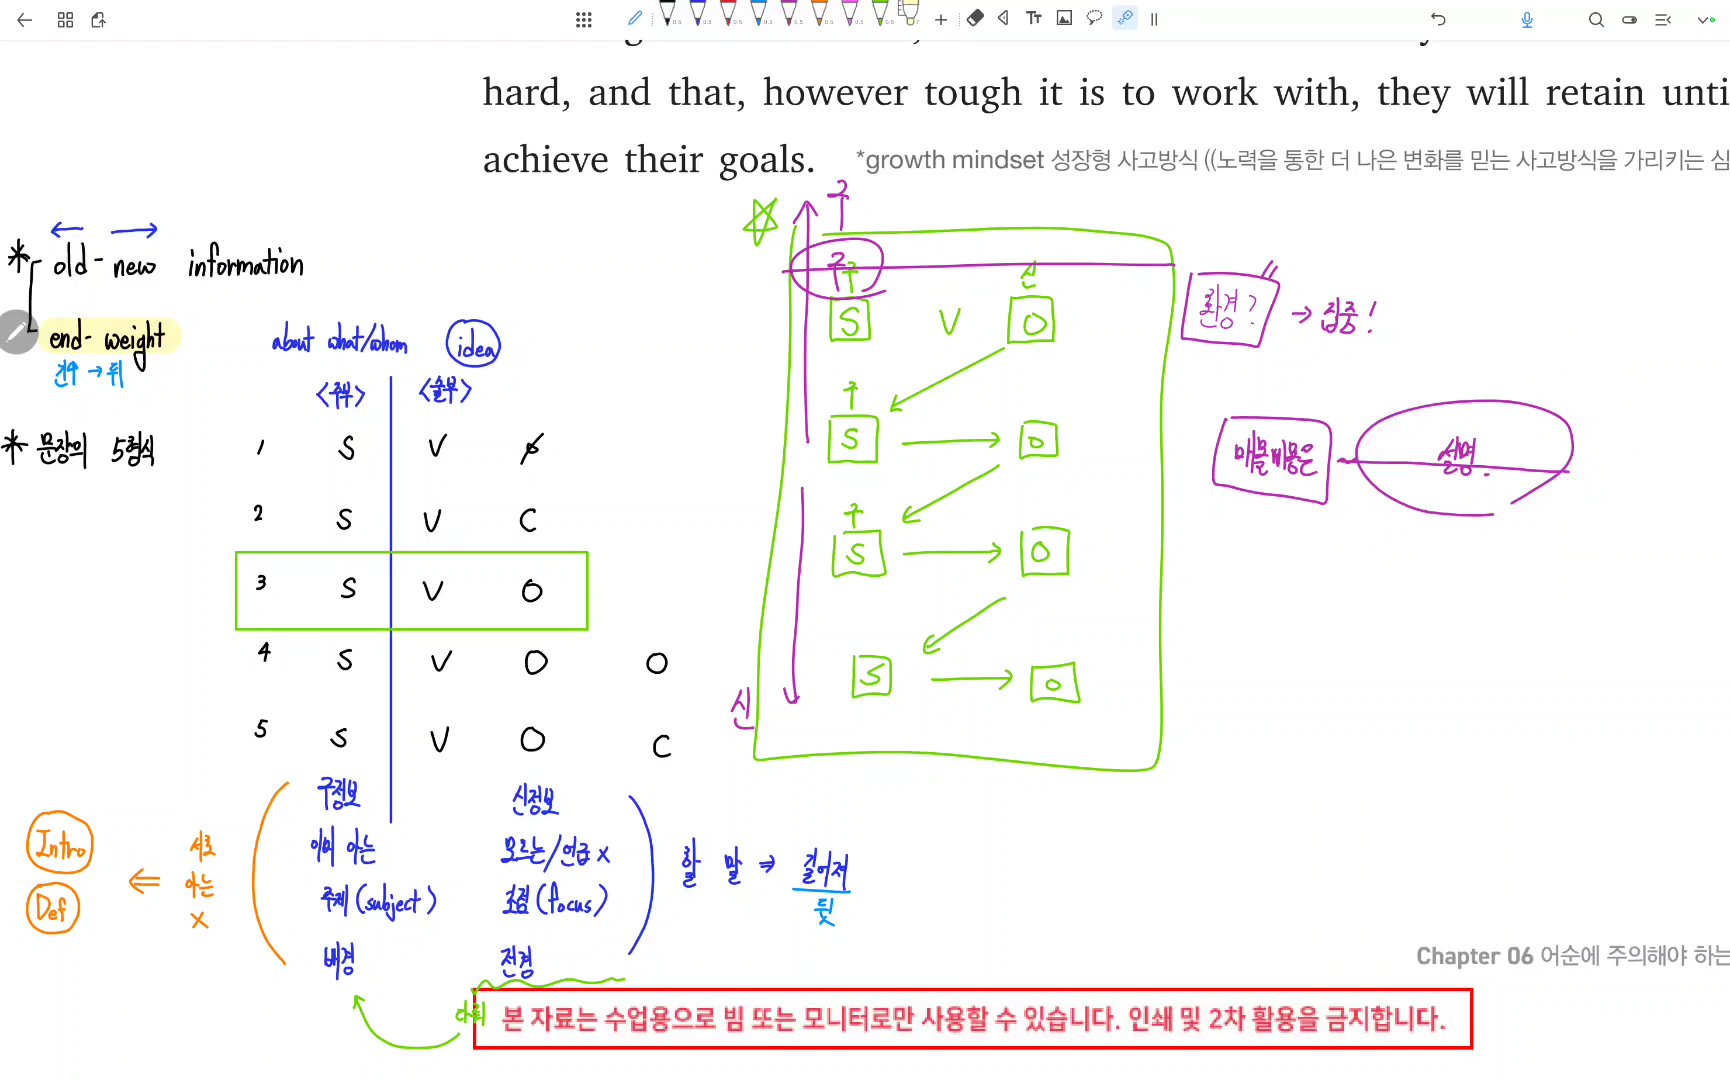 hard, and that, however tough it is to work with, they will retain unti
achieve their goals. *growth mindset 성장형 사고방식 ((노력을 통한 더 나은 변화를 믿는 사고방식을 가리키는 심
* old - new information
end-weight
→ 뒤
about what/whom idea
<주부> <술부>
* 문장의 5형식
1 S V ∅
2 S V C
3 S V O
4 S V O O
5 S V O C
구정보 신정보
이미 아는 모르는/언급 X
주제 (subject) 초점 (focus)
배경 전경
할 말 → 길어져
뒷
서로
아는
X
⇐
Intro
Def
구
구 신
S V O
구
S → O
구
S → O
S → O
신
환경? → 집중!
매몰비용은 설명.
Chapter 06 어순에 주의해야 하는
본 자료는 수업용으로 빔 또는 모니터로만 사용할 수 있습니다. 인쇄 및 2차 활용을 금지합니다.